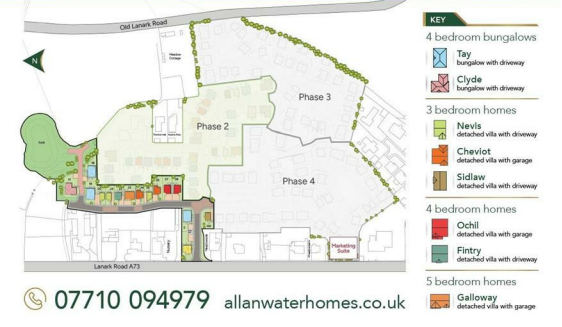 Old Lanark Road
N
Meadow Cottage
Phase 3
Phase 2
Phase 4
Marketing Suite
Lanark Road A73
07710 094979 allanwaterhomes.co.uk
KEY
4 bedroom bungalows
Tay
bungalow with driveway
Clyde
bungalow with driveway
3 bedroom homes
Nevis
detached villa with driveway
Cheviot
detached villa with garage
Sidlaw
detached villa with driveway
4 bedroom homes
Ochil
detached villa with garage
Fintry
detached villa with driveway
5 bedroom homes
Galloway
detached villa with garage